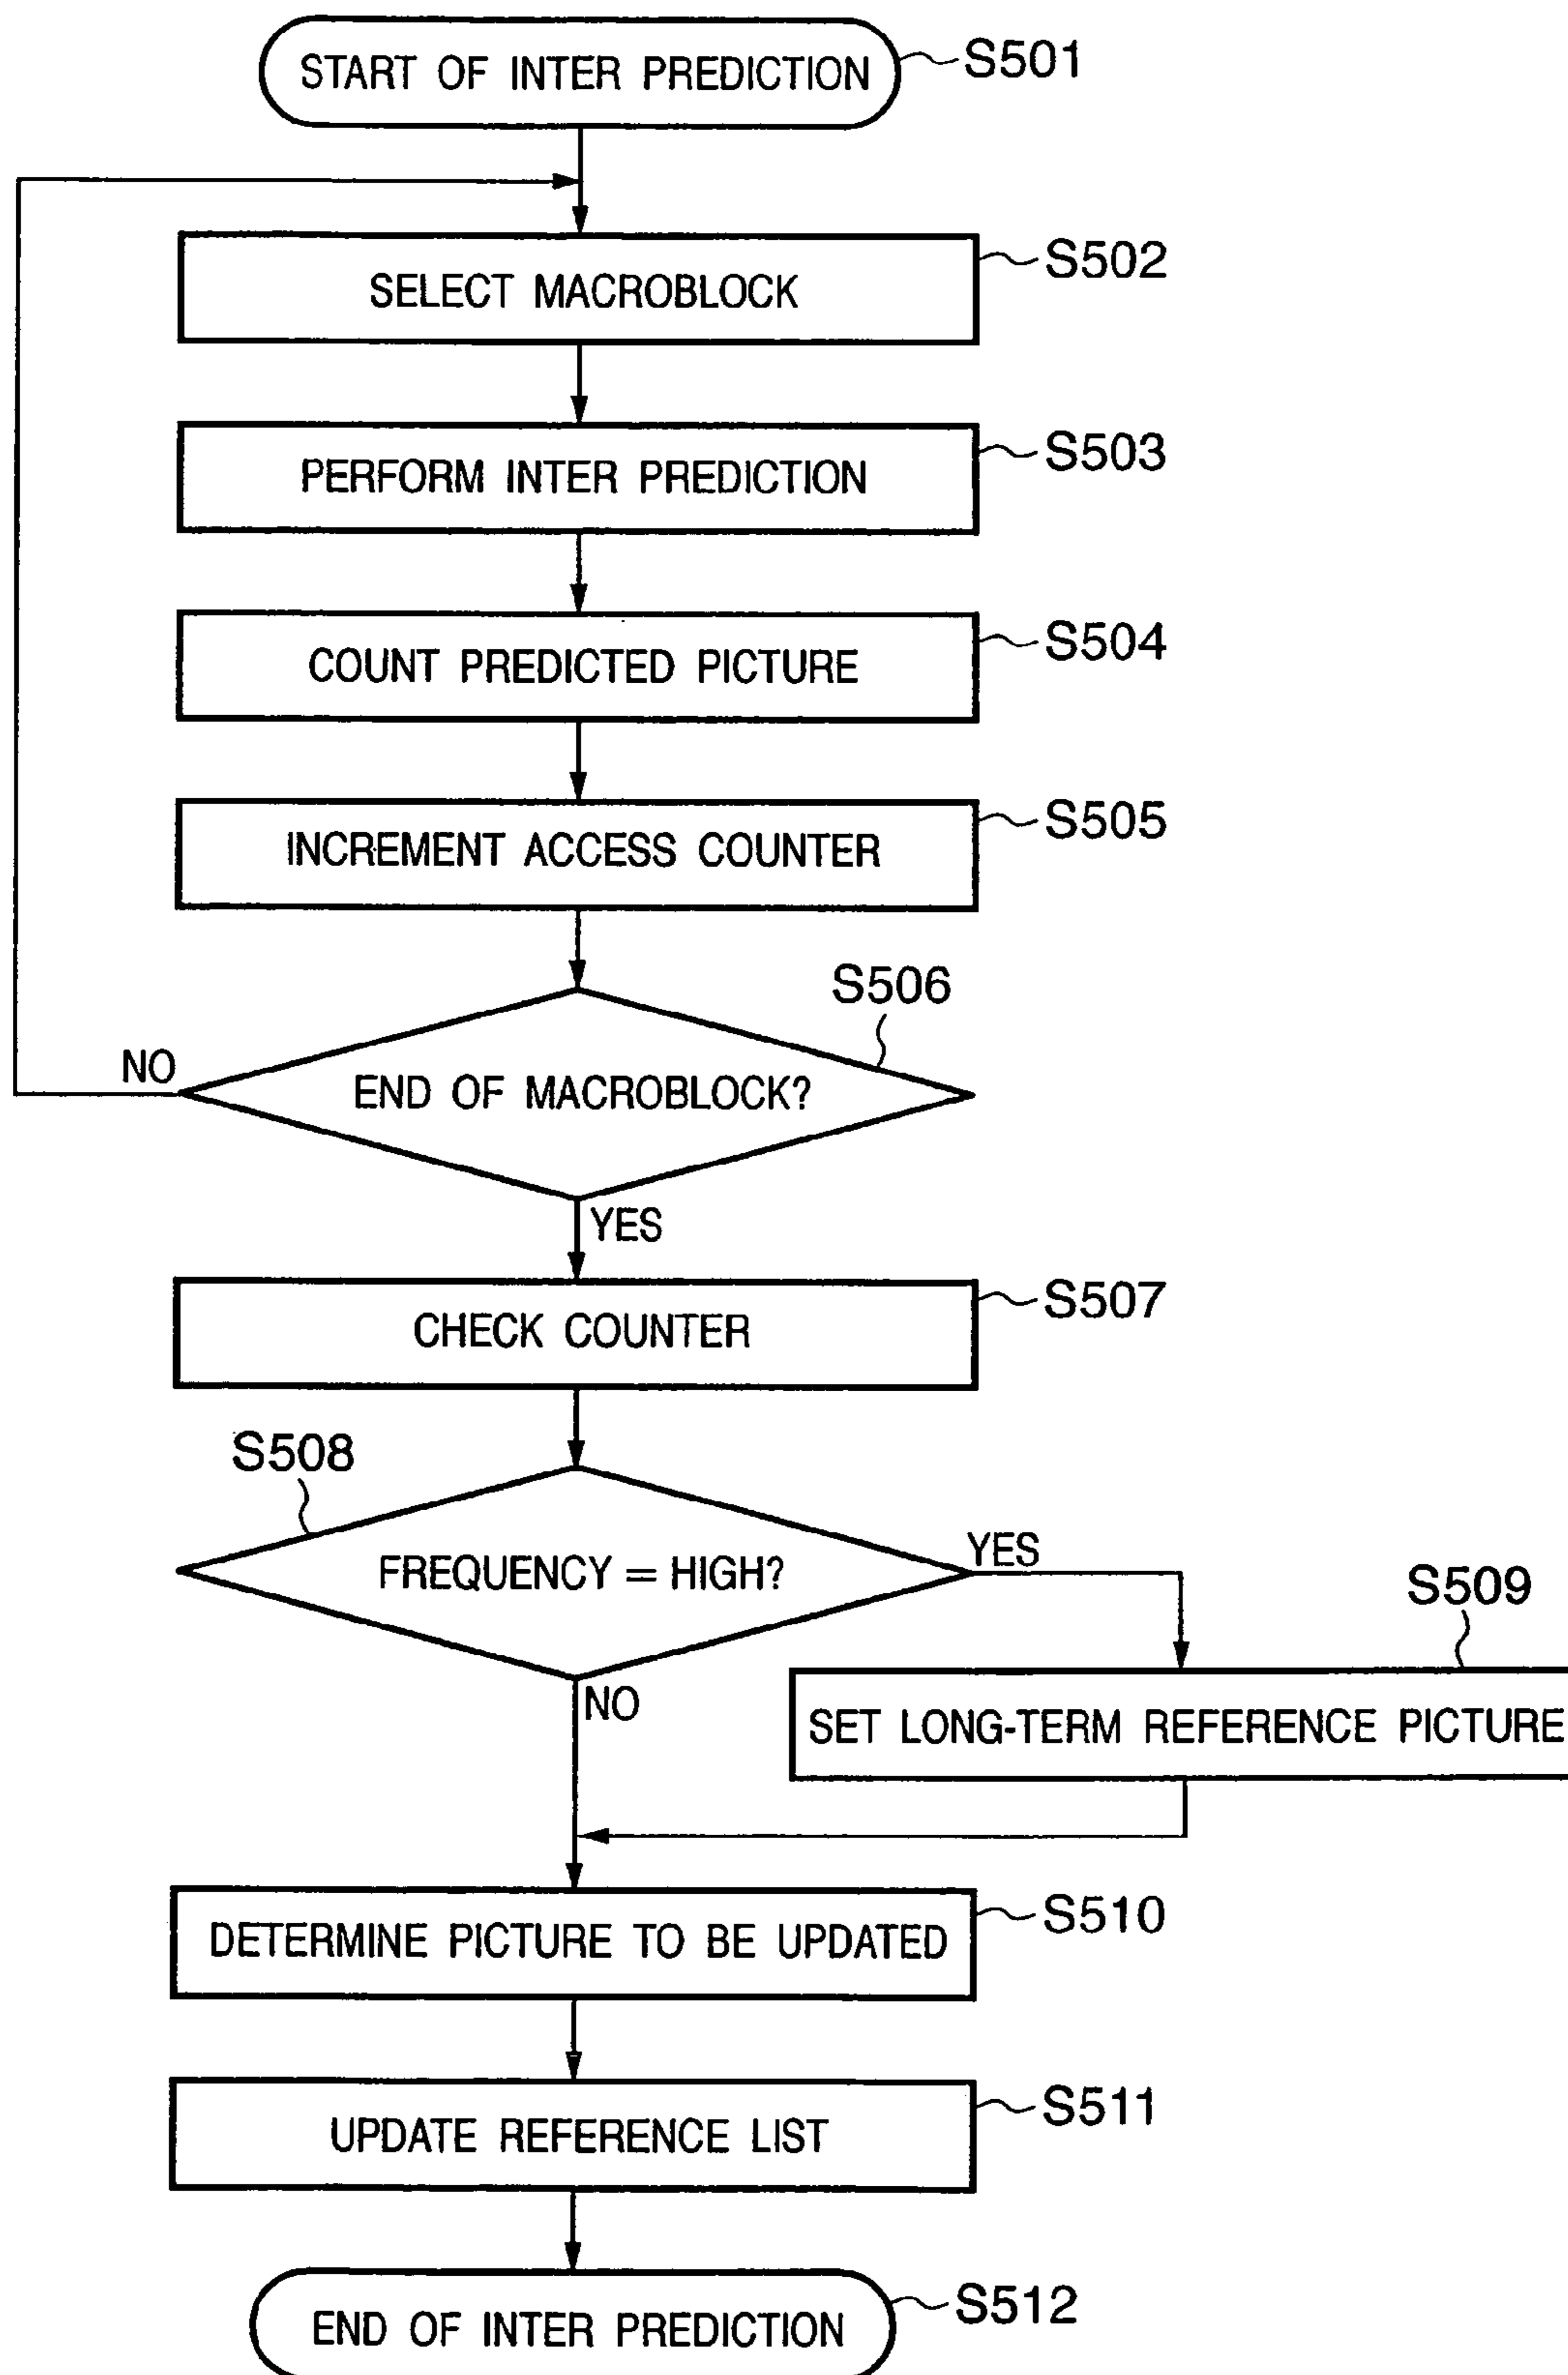 START OF INTER PREDICTION
S501
SELECT MACROBLOCK
S502
PERFORM INTER PREDICTION
S503
COUNT PREDICTED PICTURE
S504
INCREMENT ACCESS COUNTER
S505
S506
NO
END OF MACROBLOCK?
YES
CHECK COUNTER
S507
S508
FREQUENCY = HIGH?
YES
S509
NO
SET LONG-TERM REFERENCE PICTURE
DETERMINE PICTURE TO BE UPDATED
S510
UPDATE REFERENCE LIST
S511
END OF INTER PREDICTION
S512